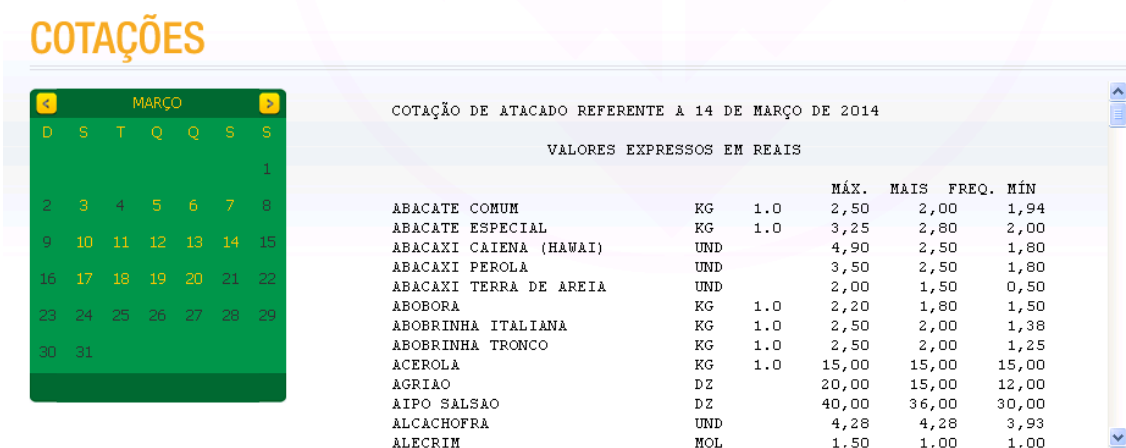 COTAÇÕES
< MARÇO >
D S T Q Q S S
1
2 3 4 5 6 7 8
9 10 11 12 13 14 15
16 17 18 19 20 21 22
23 24 25 26 27 28 29
30 31
COTAÇÃO DE ATACADO REFERENTE A 14 DE MARÇO DE 2014
VALORES EXPRESSOS EM REAIS
MÁX. MAIS FREQ. MÍN
ABACATE COMUM KG 1.0 2,50 2,00 1,94
ABACATE ESPECIAL KG 1.0 3,25 2,80 2,00
ABACAXI CAIENA (HAWAI) UND 4,90 2,50 1,80
ABACAXI PEROLA UND 3,50 2,50 1,80
ABACAXI TERRA DE AREIA UND 2,00 1,50 0,50
ABOBORA KG 1.0 2,20 1,80 1,50
ABOBRINHA ITALIANA KG 1.0 2,50 2,00 1,38
ABOBRINHA TRONCO KG 1.0 2,50 2,00 1,25
ACEROLA KG 1.0 15,00 15,00 15,00
AGRIAO DZ 20,00 15,00 12,00
AIPO SALSAO DZ 40,00 36,00 30,00
ALCACHOFRA UND 4,28 4,28 3,93
ALECRIM MOL 1,50 1,00 1,00